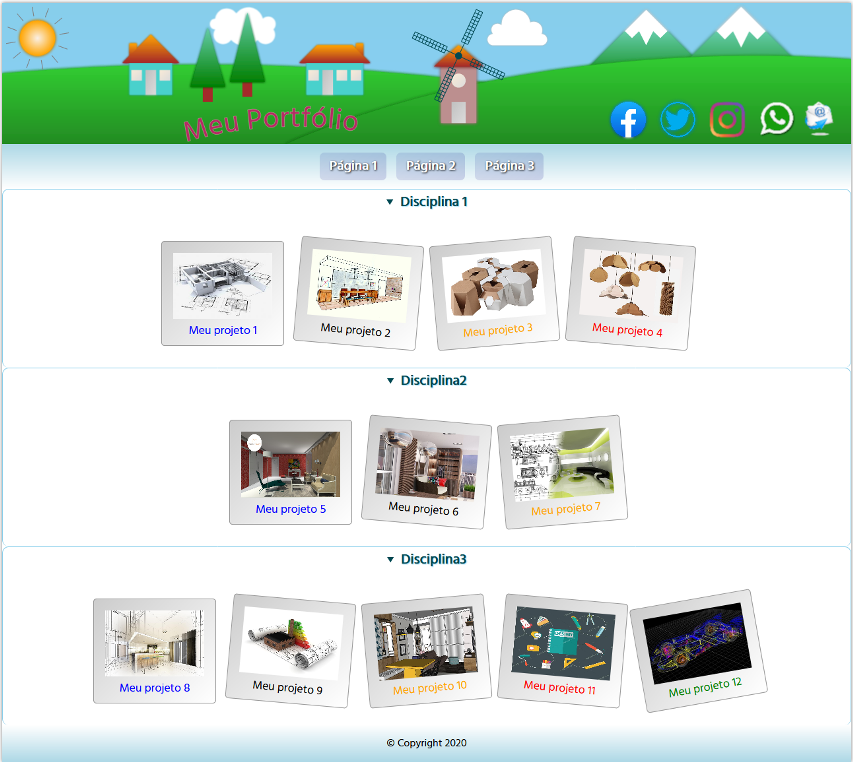 Meu Portfólio
Página 1 Página 2 Página 3
Disciplina 1
Meu projeto 1 Meu projeto 2 Meu projeto 3 Meu projeto 4
Disciplina2
Meu projeto 5 Meu projeto 6 Meu projeto 7
Disciplina3
Meu projeto 8 Meu projeto 9 Meu projeto 10 Meu projeto 11 Meu projeto 12
© Copyright 2020